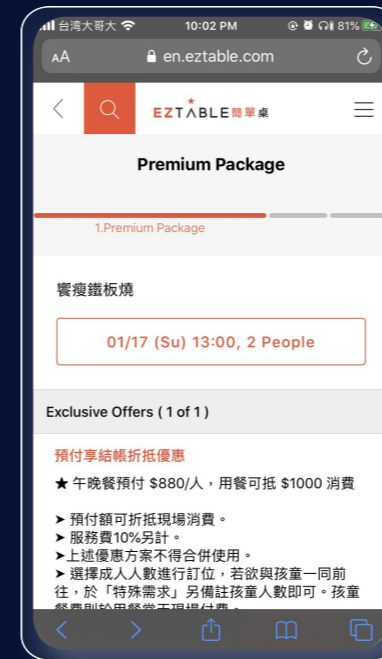 台湾大哥大 10:02 PM 81%
AA en.eztable.com
EZTABLE簡單桌
Premium Package
1.Premium Package
饗瘦鐵板燒
01/17 (Su) 13:00, 2 People
Exclusive Offers ( 1 of 1 )
預付享結帳折抵優惠
★ 午晚餐預付 $880/人，用餐可抵 $1000 消費
➤ 預付額可折抵現場消費。
➤ 服務費10%另計。
➤上述優惠方案不得合併使用。
➤ 選擇成人人數進行訂位，若欲與孩童一同前
往，於「特殊需求」另備註孩童人數即可。孩童